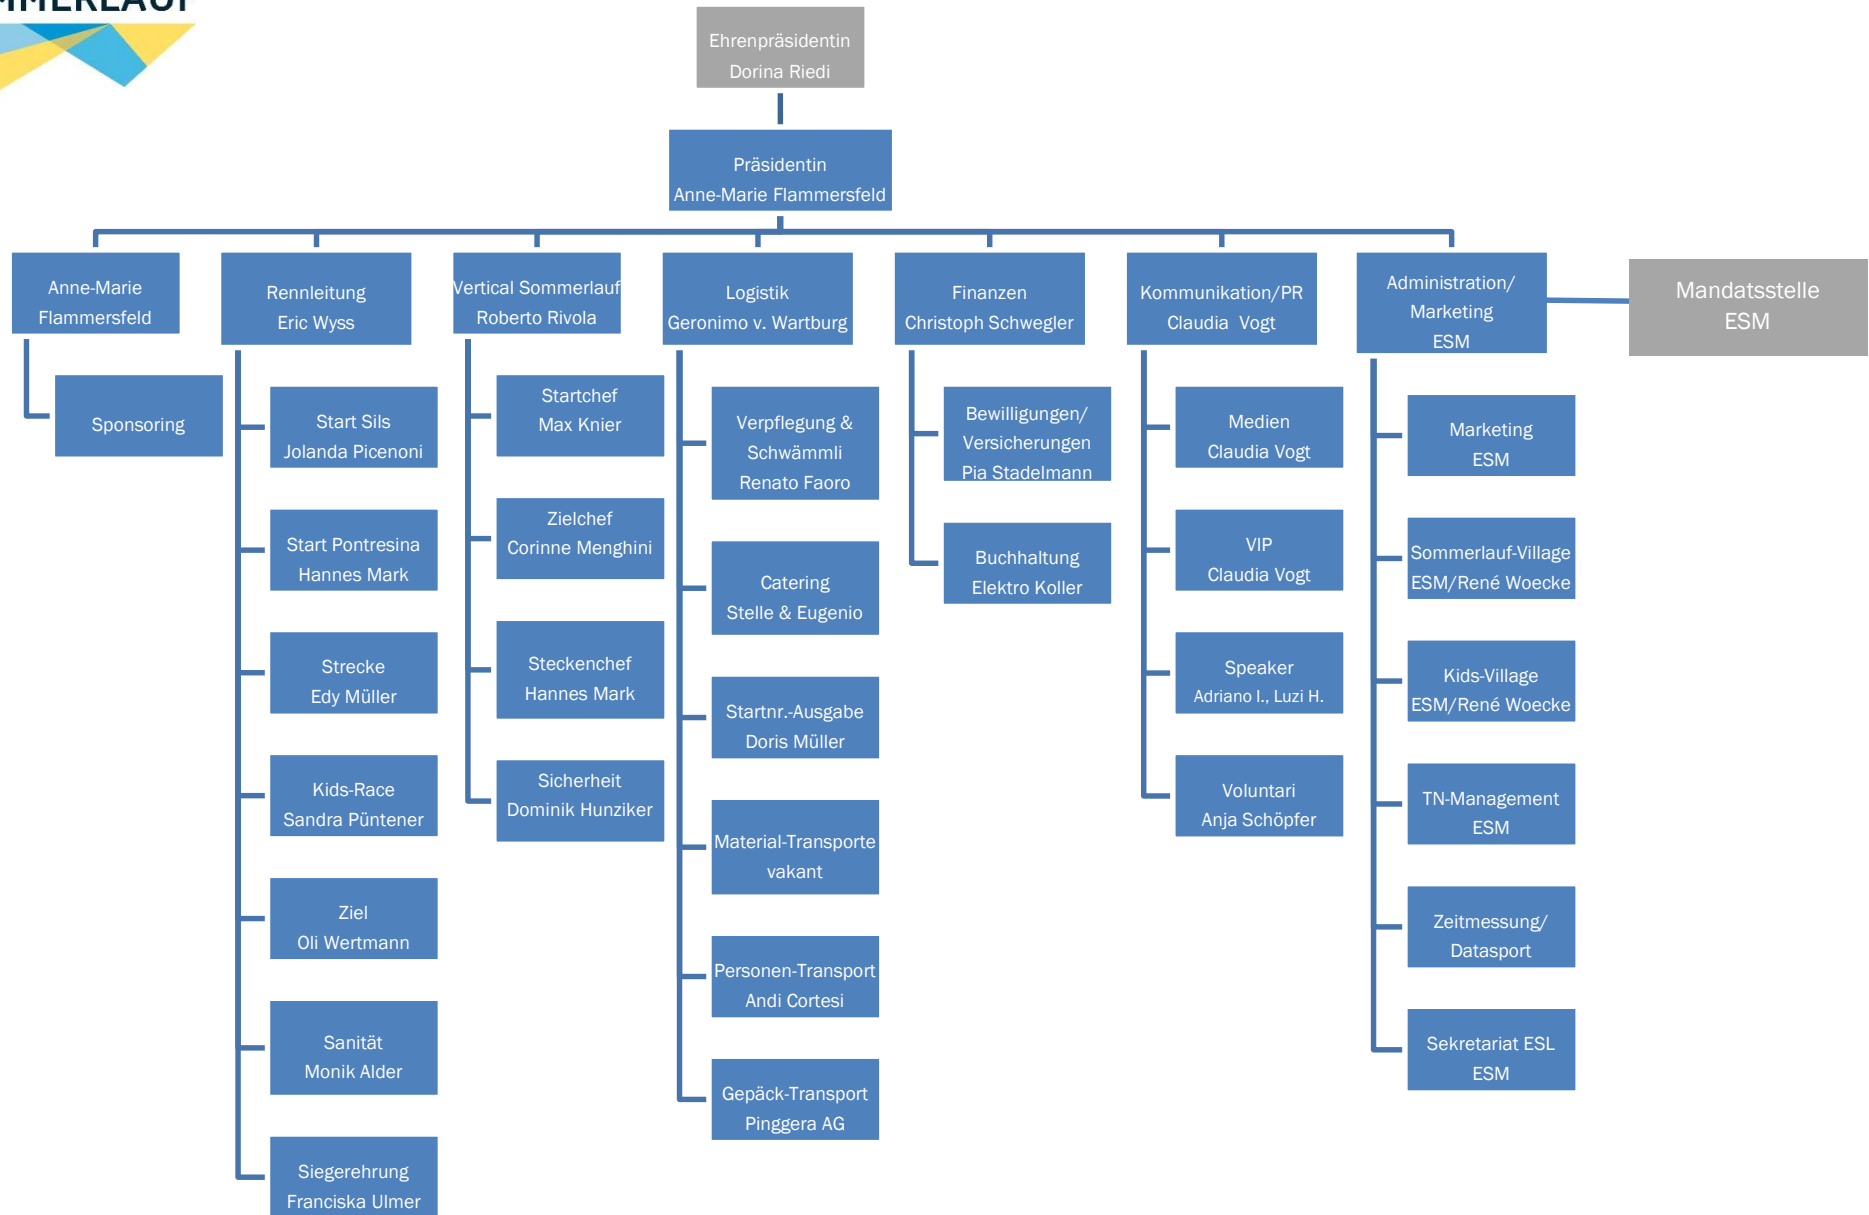 Ehrenpräsidentin
Dorina Riedi
Präsidentin
Anne-Marie Flammersfeld
Anne-Marie
Flammersfeld
Sponsoring
Rennleitung
Eric Wyss
Start Sils
Jolanda Picenoni
Start Pontresina
Hannes Mark
Strecke
Edy Müller
Kids-Race
Sandra Püntener
Ziel
Oli Wertmann
Sanität
Monik Alder
Siegerehrung
Franciska Ulmer
Vertical Sommerlauf
Roberto Rivola
Startchef
Max Knier
Zielchef
Corinne Menghini
Steckenchef
Hannes Mark
Sicherheit
Dominik Hunziker
Logistik
Geronimo v. Wartburg
Verpflegung &
Schwämmli
Renato Faoro
Catering
Stelle & Eugenio
Startnr.-Ausgabe
Doris Müller
Material-Transporte
vakant
Personen-Transport
Andi Cortesi
Gepäck-Transport
Pinggera AG
Finanzen
Christoph Schwegler
Bewilligungen/
Versicherungen
Pia Stadelmann
Buchhaltung
Elektro Koller
Kommunikation/PR
Claudia Vogt
Medien
Claudia Vogt
VIP
Claudia Vogt
Speaker
Adriano I., Luzi H.
Voluntari
Anja Schöpfer
Administration/
Marketing
ESM
Marketing
ESM
Sommerlauf-Village
ESM/René Woecke
Kids-Village
ESM/René Woecke
TN-Management
ESM
Zeitmessung/
Datasport
Sekretariat ESL
ESM
Mandatsstelle
ESM